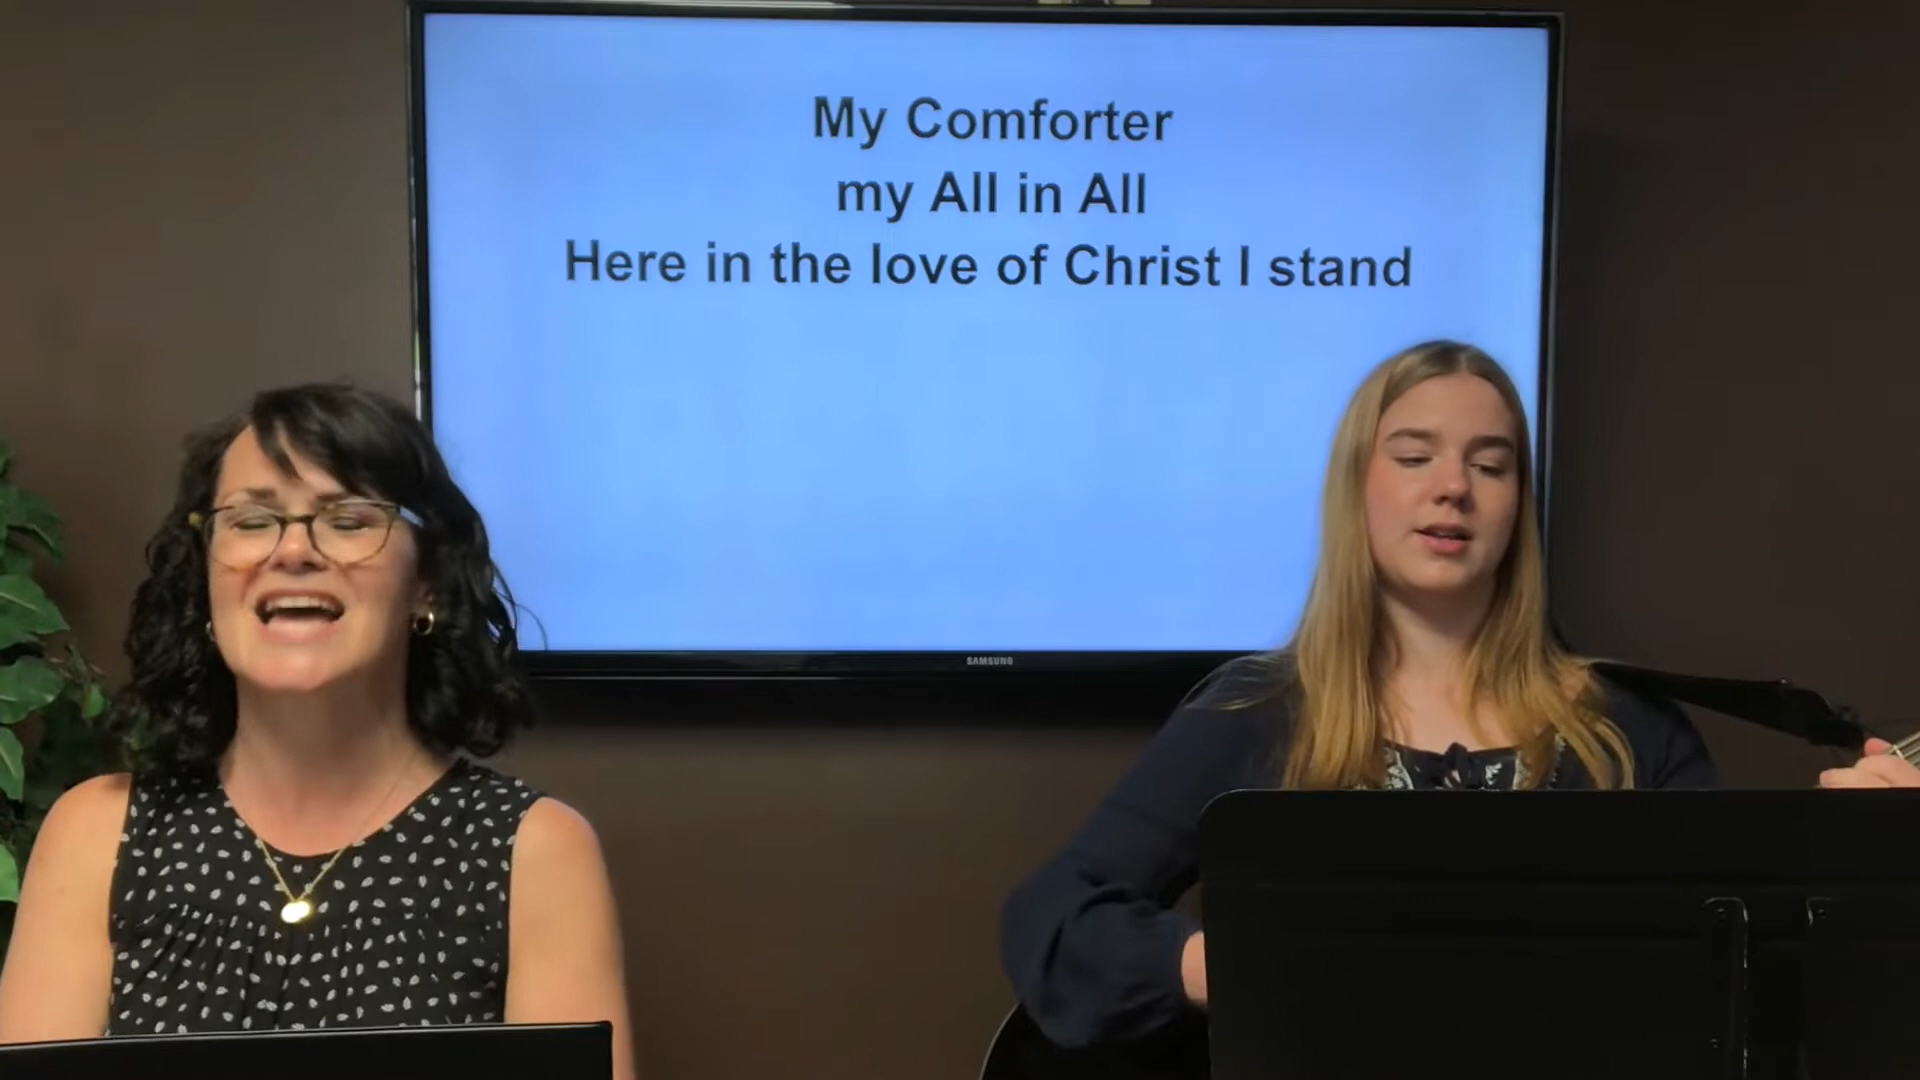 My Comforter
my All in All
Here in the love of Christ I stand
SAMSUNG